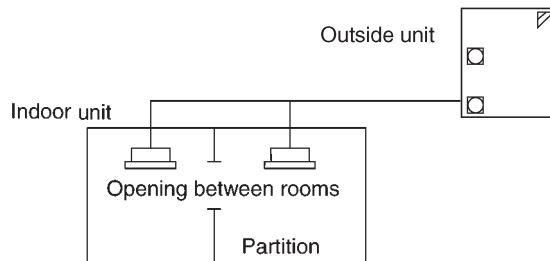 Outside unit
Indoor unit
Opening between rooms
Partition